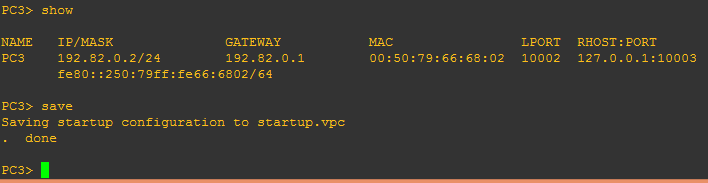 PC3> show
NAME   IP/MASK              GATEWAY           MAC                LPORT  RHOST:PORT
PC3    192.82.0.2/24        192.82.0.1        00:50:79:66:68:02  10002  127.0.0.1:10003
       fe80::250:79ff:fe66:6802/64
PC3> save
Saving startup configuration to startup.vpc
.  done
PC3>